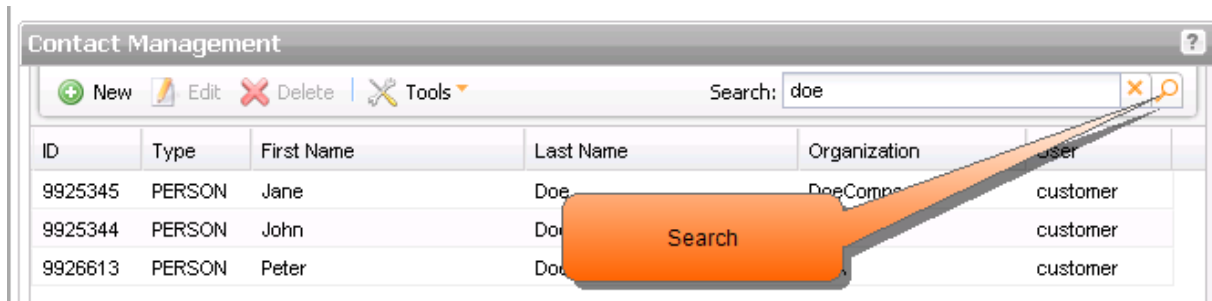 Contact Management ?
New Edit Delete Tools Search: doe
ID Type First Name Last Name Organization User
9925345 PERSON Jane Doe customer
9925344 PERSON John customer
9926613 PERSON Peter customer
Search